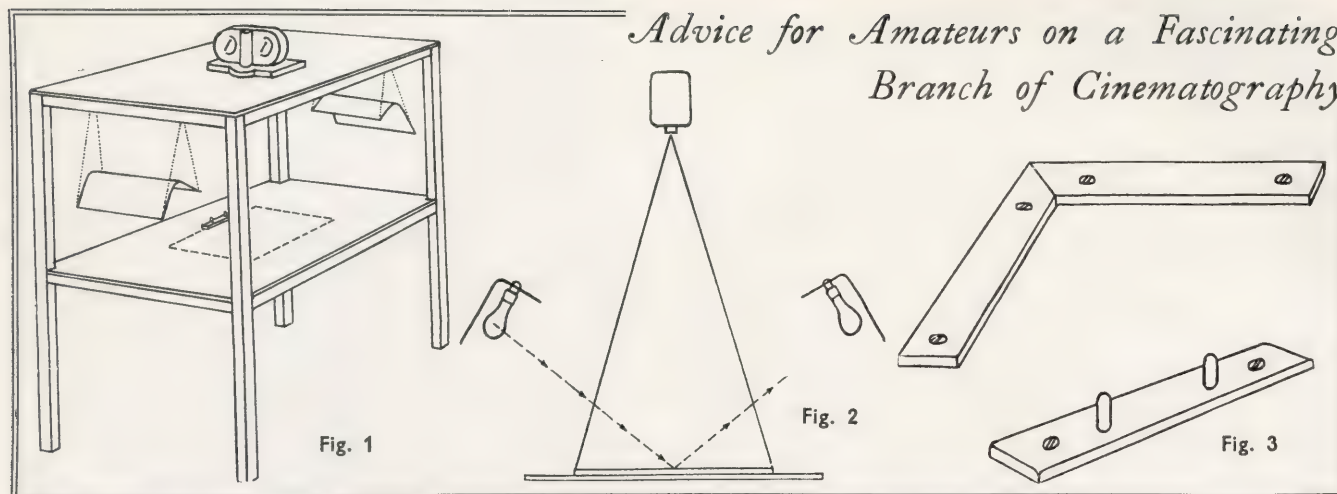 Advice for Amateurs on a Fascinating
Branch of Cinematography
Fig. 1
Fig. 2
Fig. 3